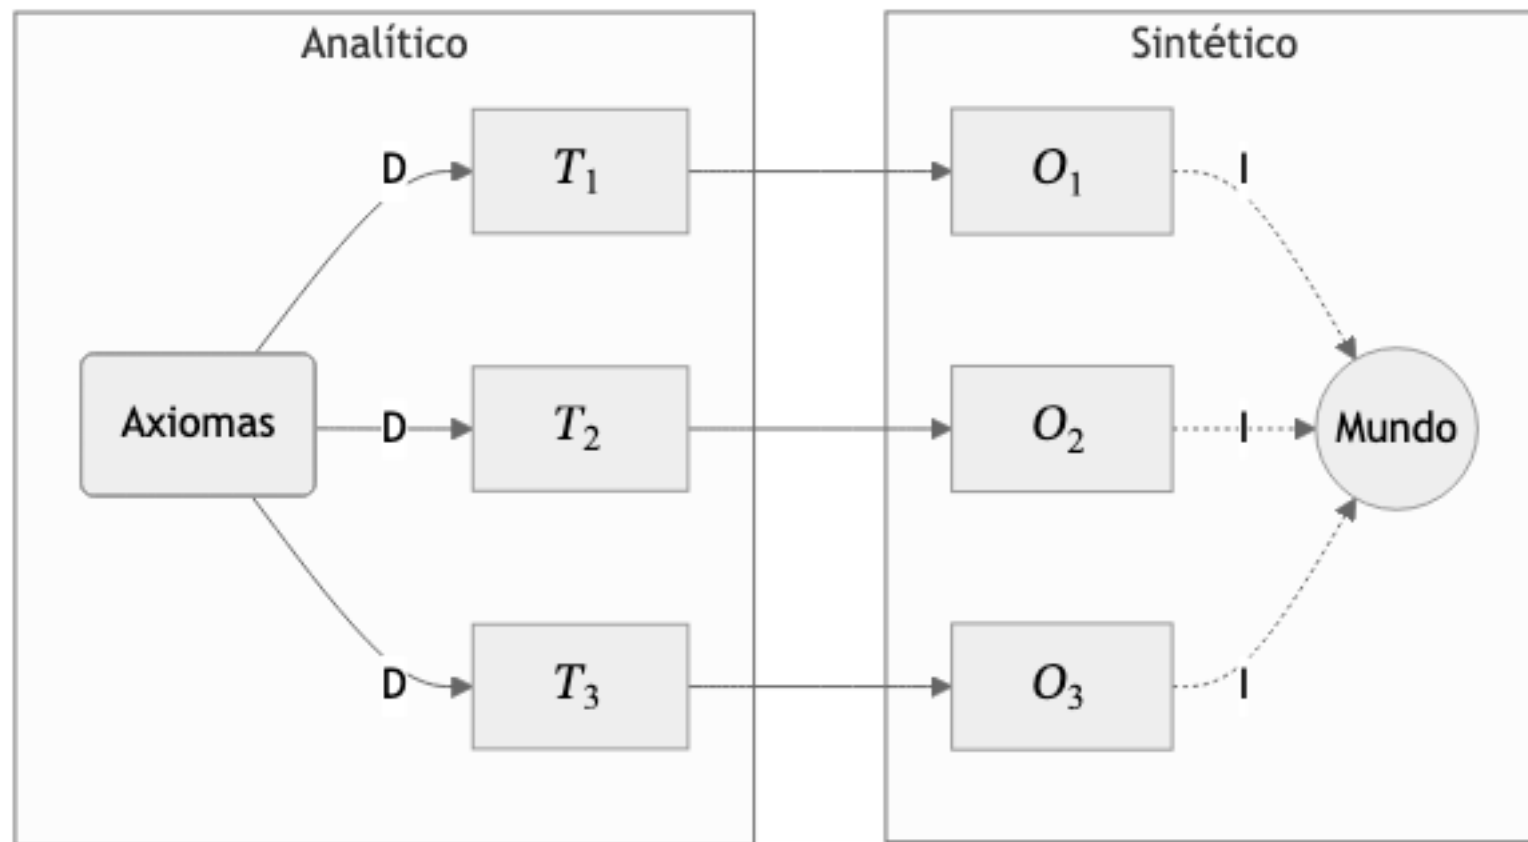 Analítico
Sintético
D
T₁
O₁
I
Axiomas
D
T₂
O₂
I
Mundo
D
T₃
O₃
I